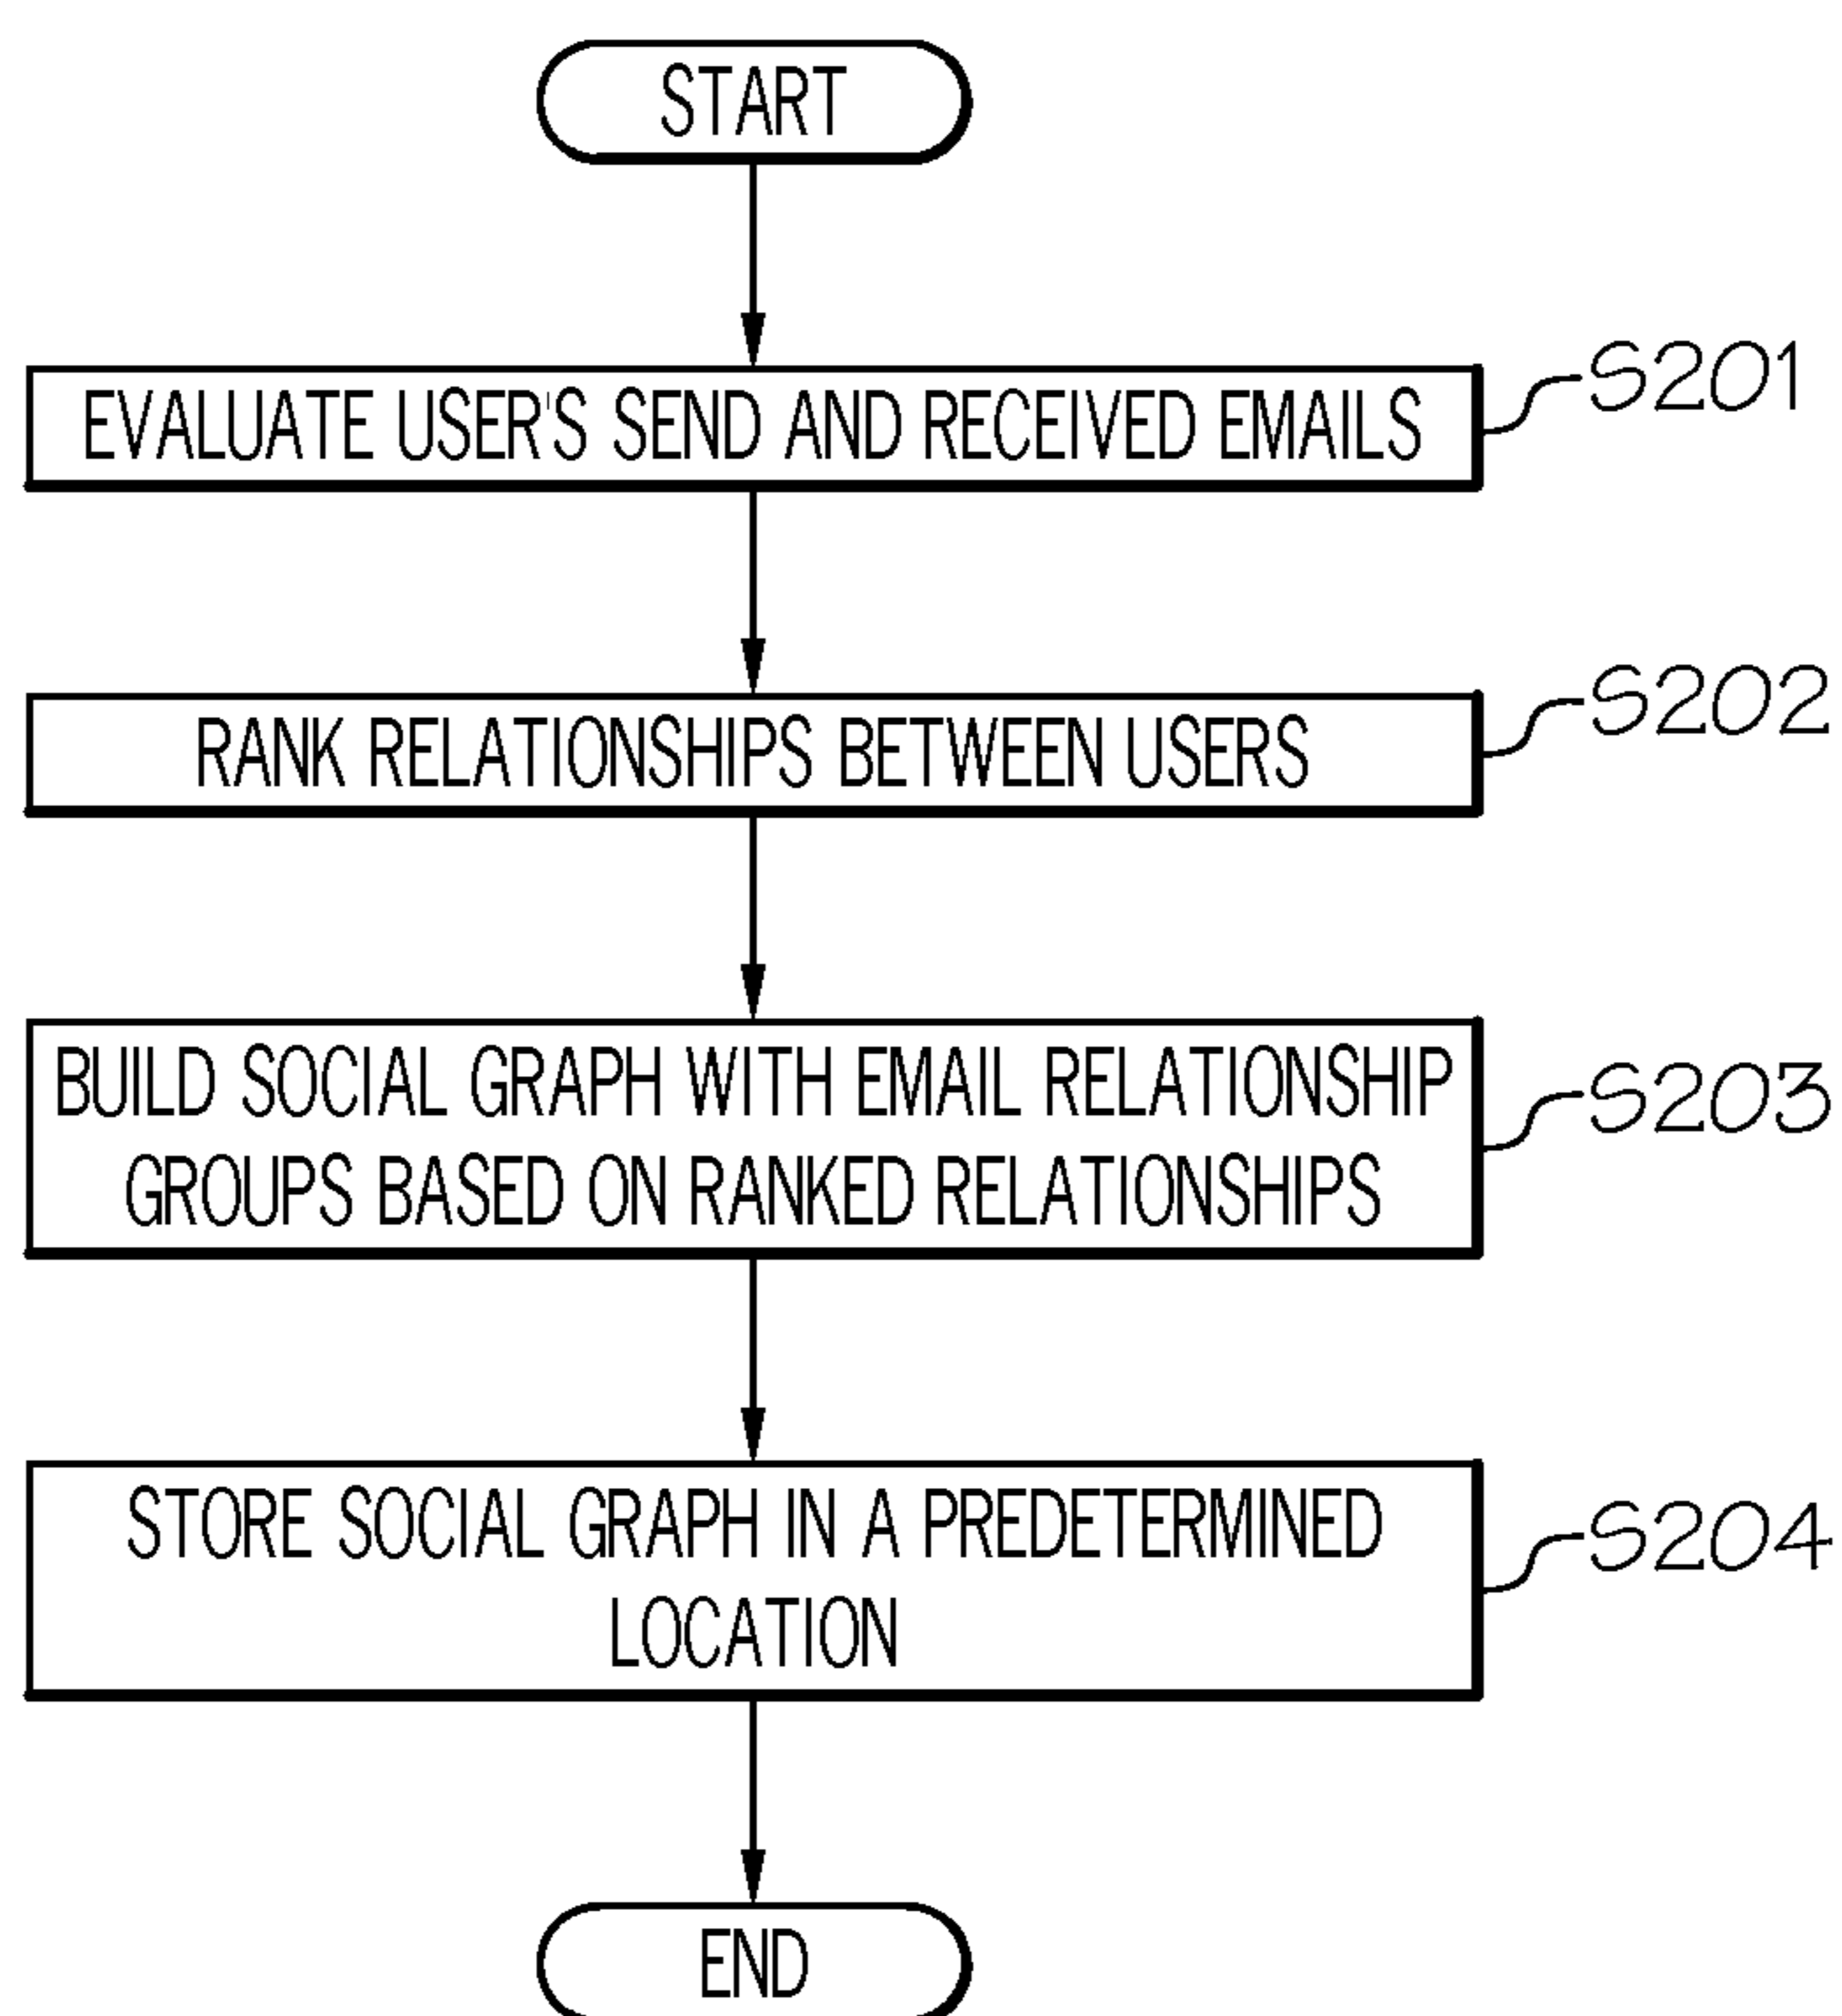 START
EVALUATE USER'S SEND AND RECEIVED EMAILS
S201
RANK RELATIONSHIPS BETWEEN USERS
S202
BUILD SOCIAL GRAPH WITH EMAIL RELATIONSHIP
GROUPS BASED ON RANKED RELATIONSHIPS
S203
STORE SOCIAL GRAPH IN A PREDETERMINED
LOCATION
S204
END